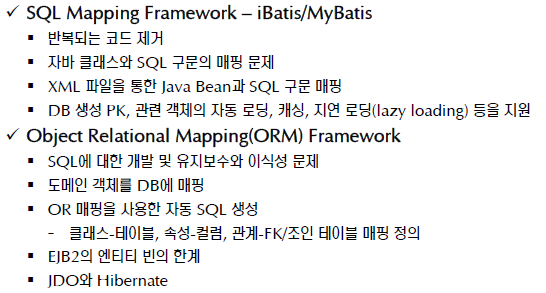 ✓ SQL Mapping Framework – iBatis/MyBatis
▪ 반복되는 코드 제거
▪ 자바 클래스와 SQL 구문의 매핑 문제
▪ XML 파일을 통한 Java Bean과 SQL 구문 매핑
▪ DB 생성 PK, 관련 객체의 자동 로딩, 캐싱, 지연 로딩(lazy loading) 등을 지원
✓ Object Relational Mapping(ORM) Framework
▪ SQL에 대한 개발 및 유지보수와 이식성 문제
▪ 도메인 객체를 DB에 매핑
▪ OR 매핑을 사용한 자동 SQL 생성
- 클래스-테이블, 속성-컬럼, 관계-FK/조인 테이블 매핑 정의
▪ EJB2의 엔티티 빈의 한계
▪ JDO와 Hibernate